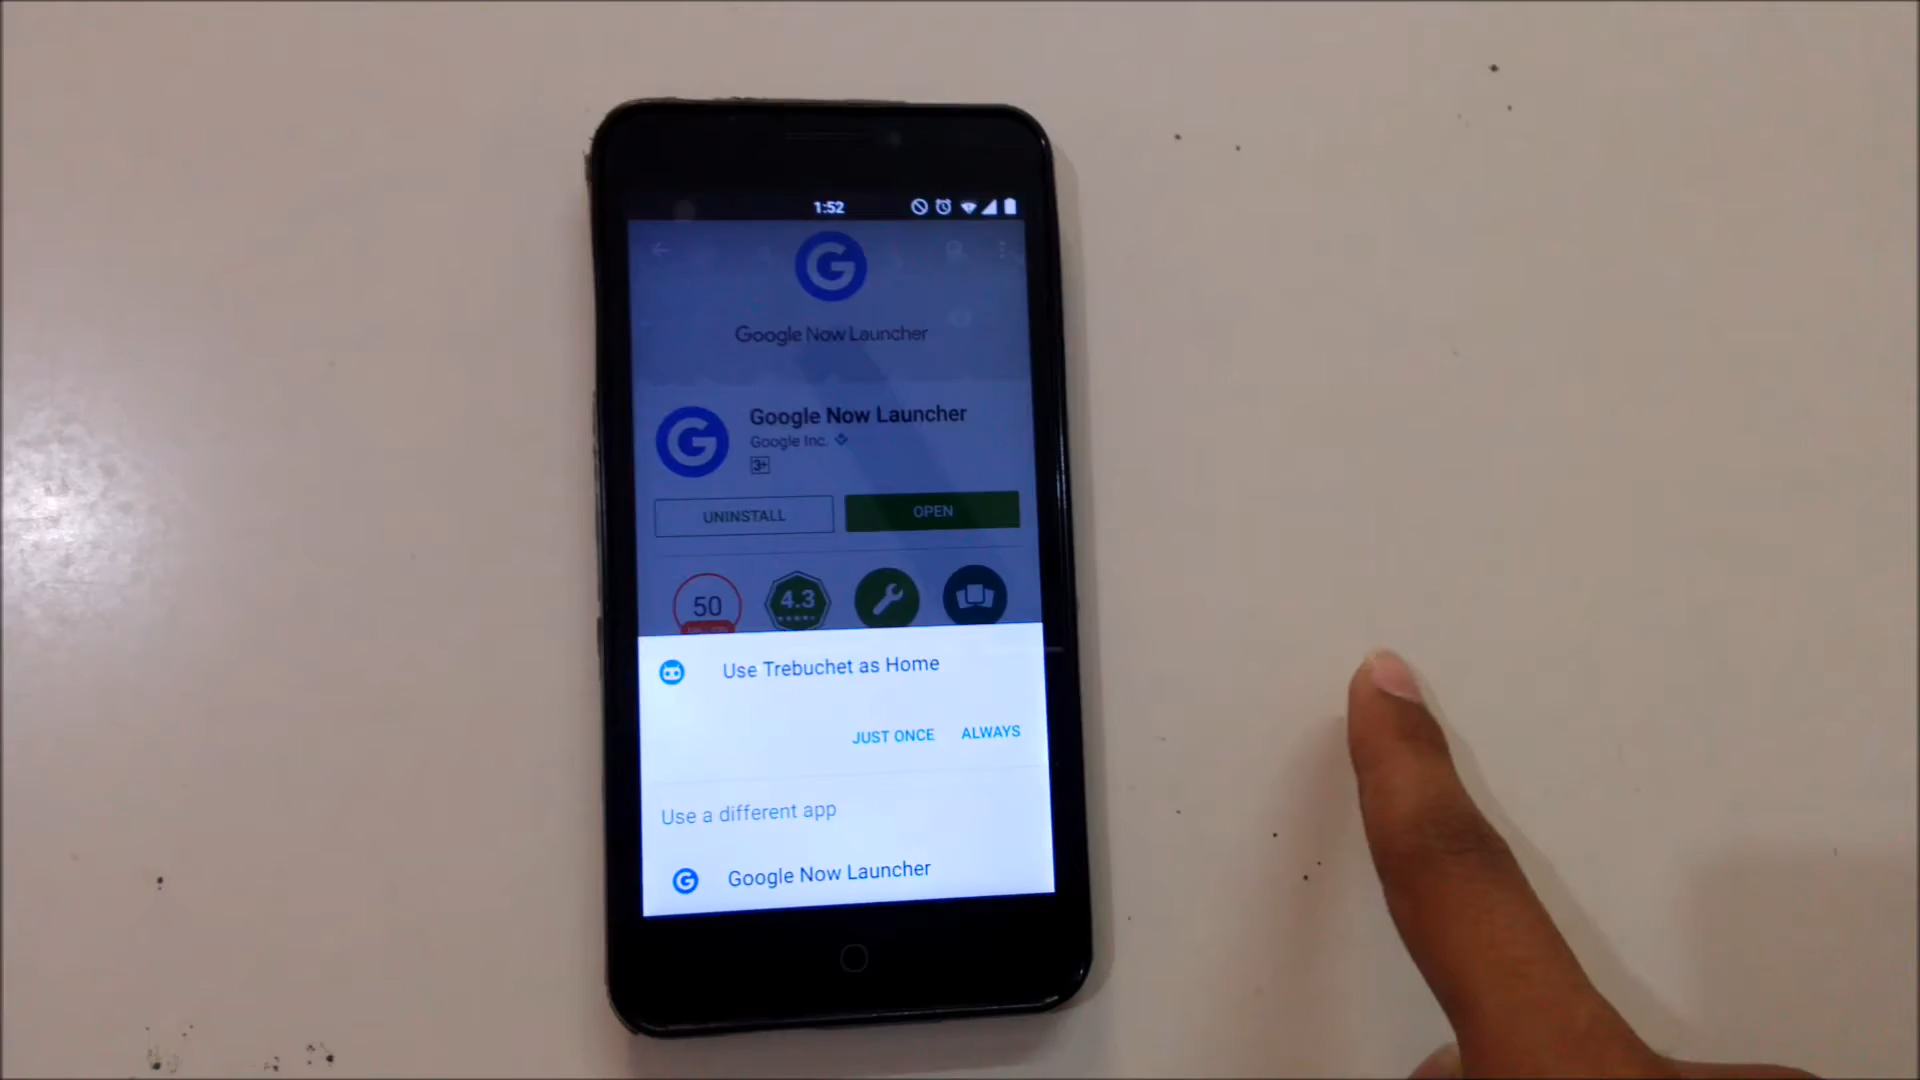 1:52
Google Now Launcher
Google Now Launcher
Google Inc.
3+
UNINSTALL
OPEN
50
4.3
Use Trebuchet as Home
JUST ONCE
ALWAYS
Use a different app
Google Now Launcher